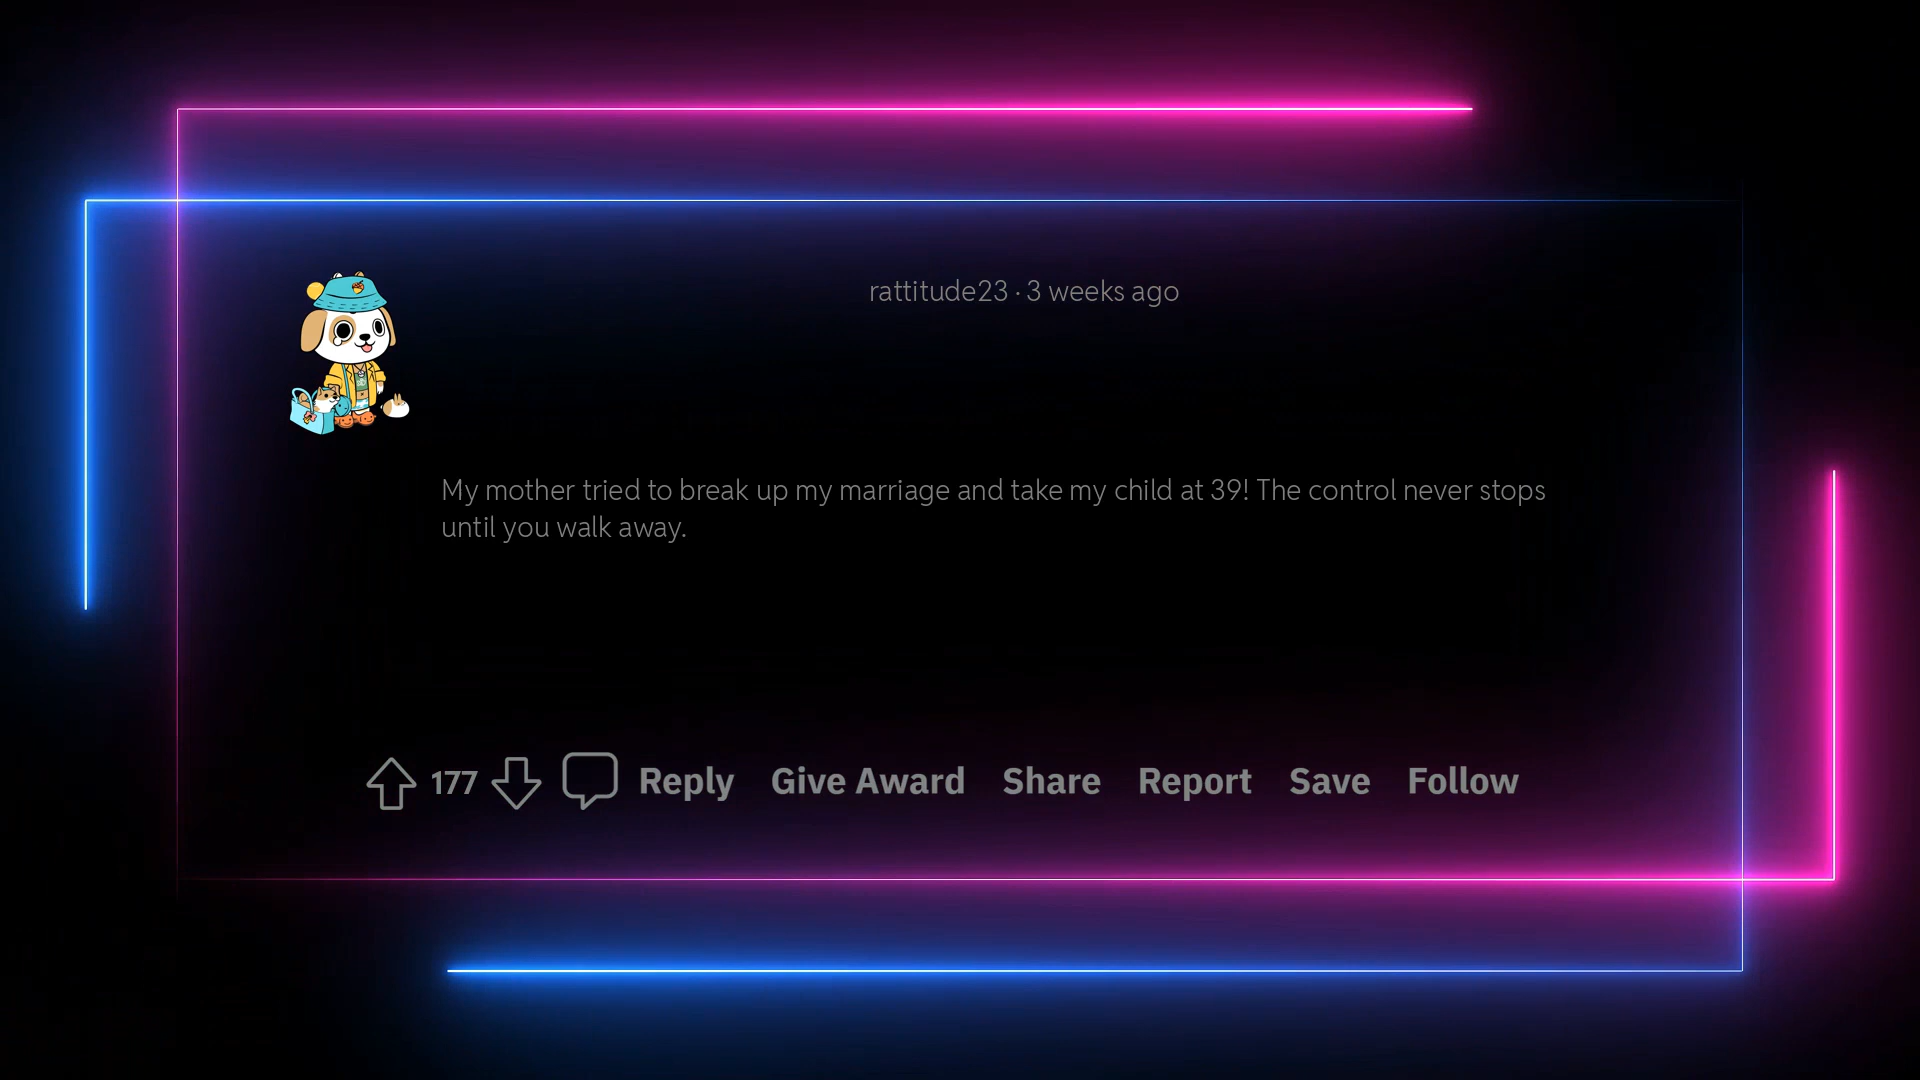 rattitude23 · 3 weeks ago
My mother tried to break up my marriage and take my child at 39! The control never stops
until you walk away.
177 Reply Give Award Share Report Save Follow